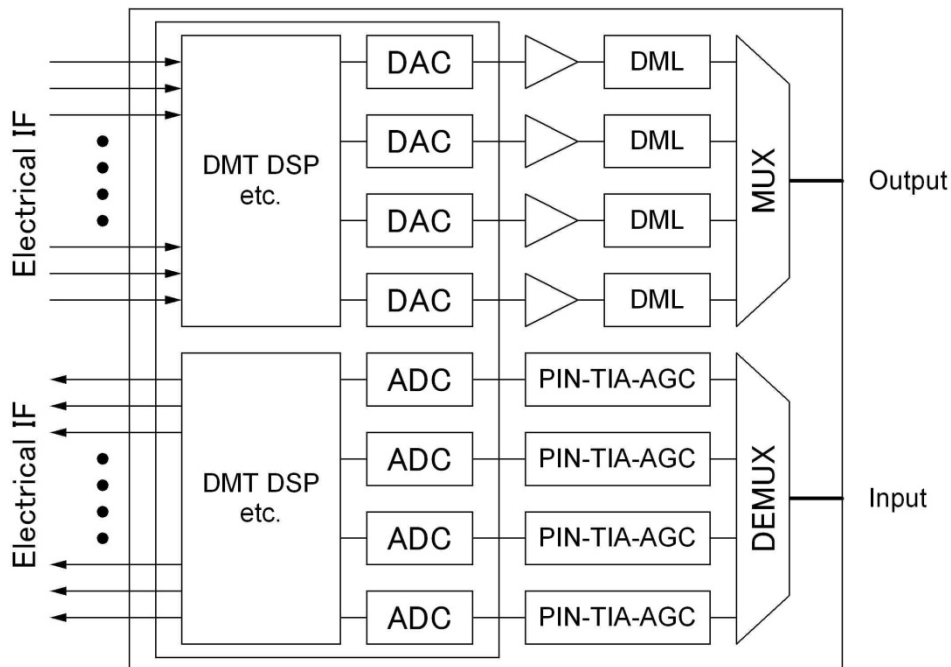 Electrical IF
DMT DSP
etc.
DAC
DML
DAC
DML
DAC
DML
DAC
DML
MUX
Output
Electrical IF
DMT DSP
etc.
ADC
PIN-TIA-AGC
ADC
PIN-TIA-AGC
ADC
PIN-TIA-AGC
ADC
PIN-TIA-AGC
DEMUX
Input